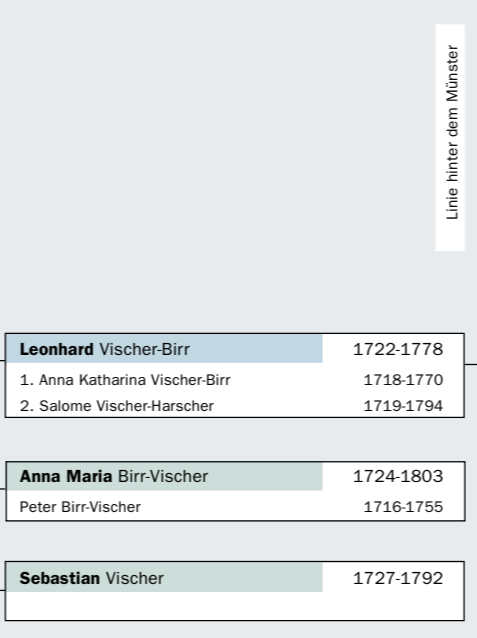 Linie hinter dem Münster
Leonhard Vischer-Birr 1722-1778
1. Anna Katharina Vischer-Birr 1718-1770
2. Salome Vischer-Harscher 1719-1794
Anna Maria Birr-Vischer 1724-1803
Peter Birr-Vischer 1716-1755
Sebastian Vischer 1727-1792